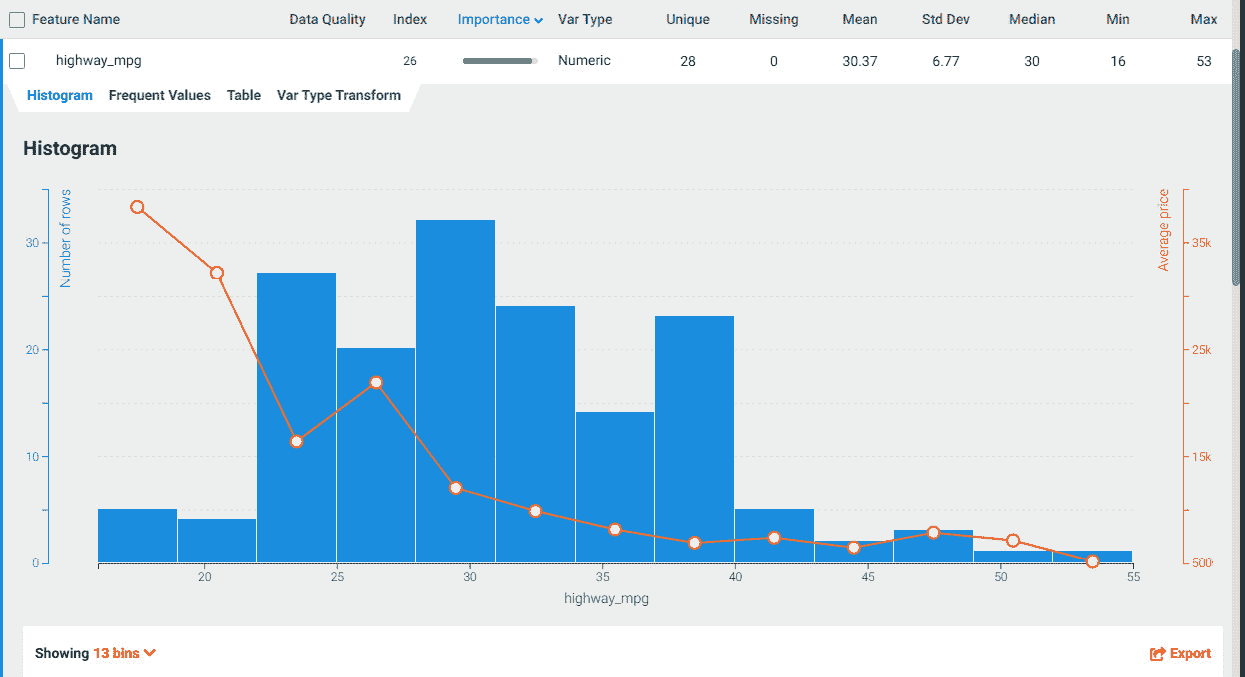 Feature Name Data Quality Index Importance Var Type Unique Missing Mean Std Dev Median Min Max
highway_mpg 26 Numeric 28 0 30.37 6.77 30 16 53
Histogram Frequent Values Table Var Type Transform
Histogram
Number of rows
Average price
30
35k
20
25k
10
15k
0
20 25 30 35 40 45 50 55
highway_mpg
Showing 13 bins
Export